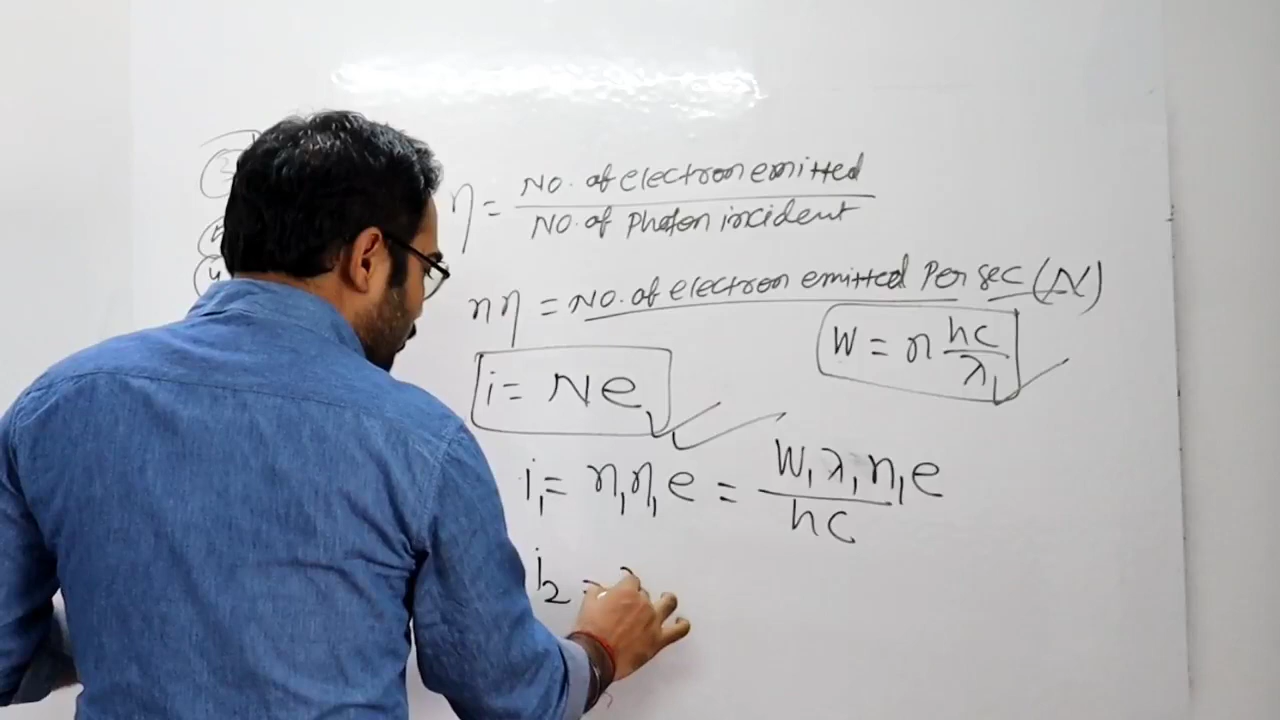 η = No. of electron emitted / No. of Photon incident
nη = No. of electron emitted Per sec (N)
i = Ne
W = n hc / λ₁
i₁ = n₁η₁e = W₁λ₁η₁e / hc
i₂ =